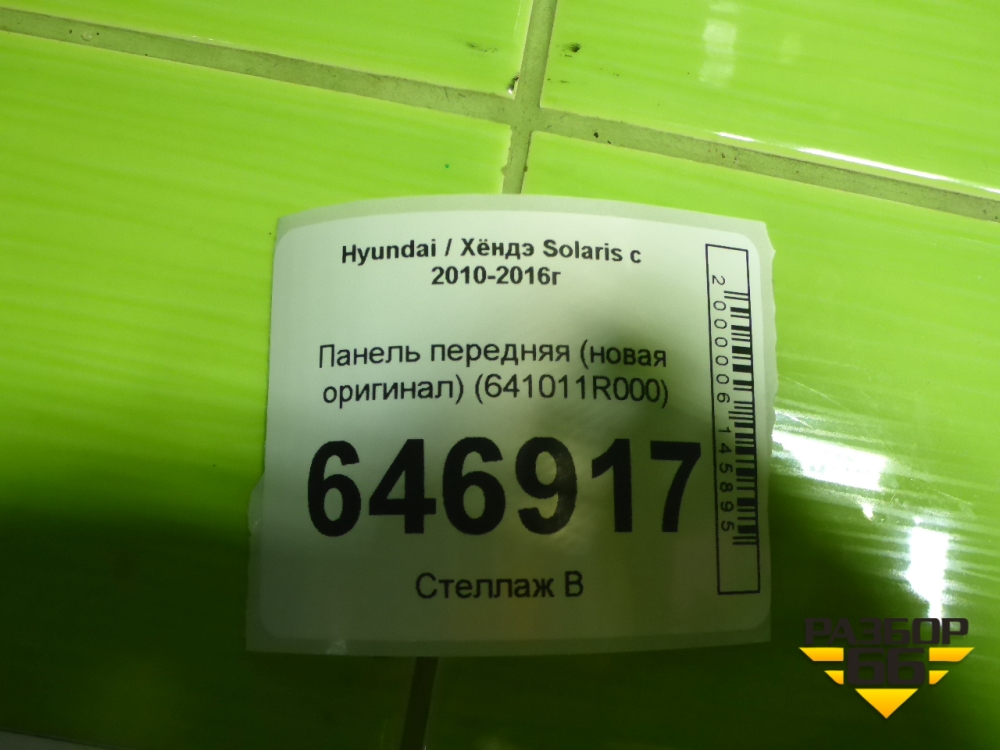 Hyundai / Хёндэ Solaris с
2010-2016г
Панель передняя (новая
оригинал) (641011R000)
646917
Стеллаж В
2000006145895
РАЗБОР
66